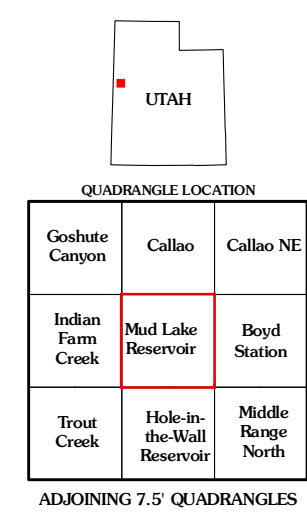 UTAH
QUADRANGLE LOCATION
Goshute
Canyon
Callao
Callao NE
Indian
Farm
Creek
Mud Lake
Reservoir
Boyd
Station
Trout
Creek
Hole-in-
the-Wall
Reservoir
Middle
Range
North
ADJOINING 7.5' QUADRANGLES